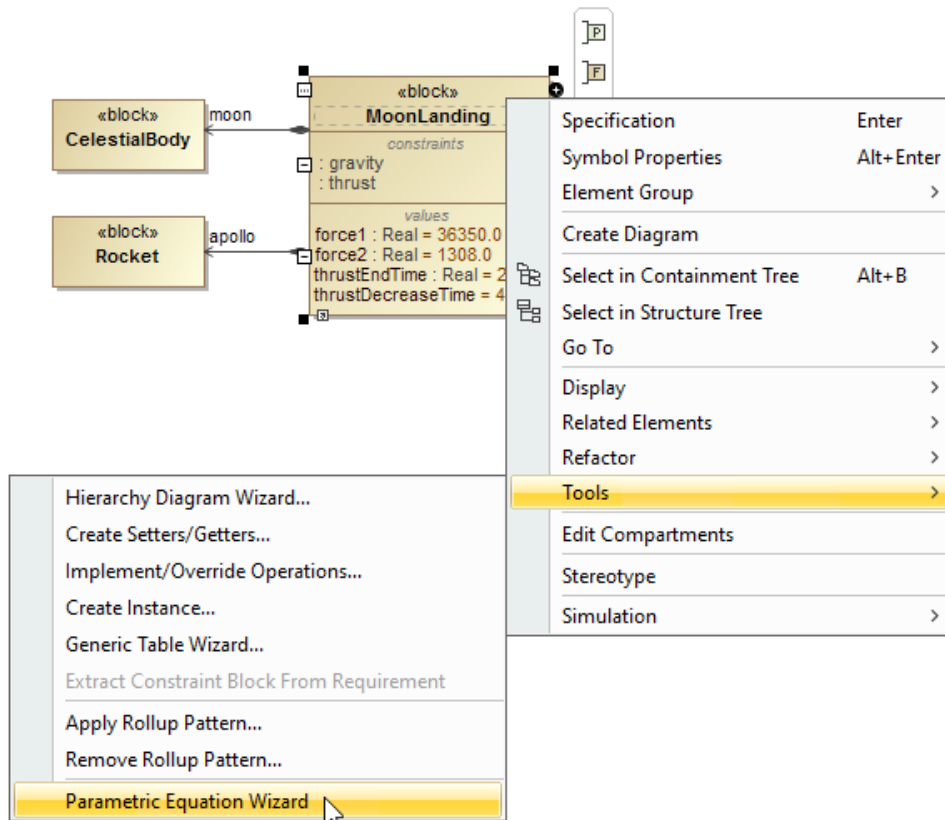 P
F
«block»
CelestialBody
moon
«block»
Rocket
apollo
«block»
MoonLanding
constraints
: gravity
: thrust
values
force1 : Real = 36350.0
force2 : Real = 1308.0
thrustEndTime : Real = 2
thrustDecreaseTime = 4
Specification Enter
Symbol Properties Alt+Enter
Element Group
Create Diagram
Select in Containment Tree Alt+B
Select in Structure Tree
Go To
Display
Related Elements
Refactor
Tools
Edit Compartments
Stereotype
Simulation
Hierarchy Diagram Wizard...
Create Setters/Getters...
Implement/Override Operations...
Create Instance...
Generic Table Wizard...
Extract Constraint Block From Requirement
Apply Rollup Pattern...
Remove Rollup Pattern...
Parametric Equation Wizard